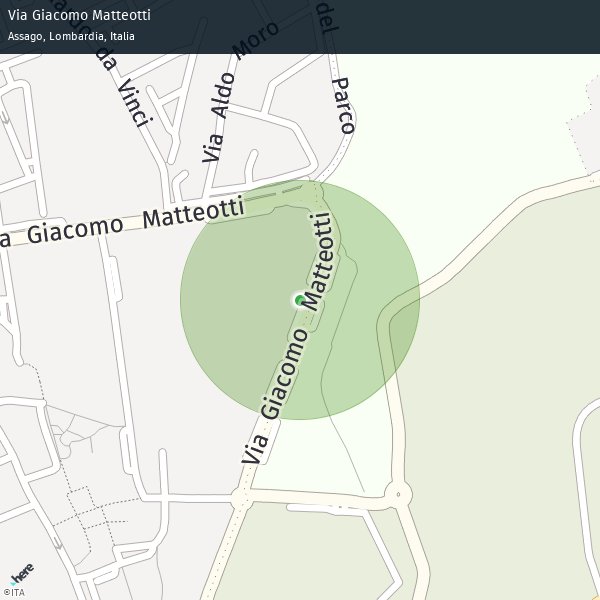 Via Giacomo Matteotti
Assago, Lombardia, Italia
da Vinci
Via Aldo Moro
del Parco
a Giacomo Matteotti
Via Giacomo Matteotti
here
©ITA